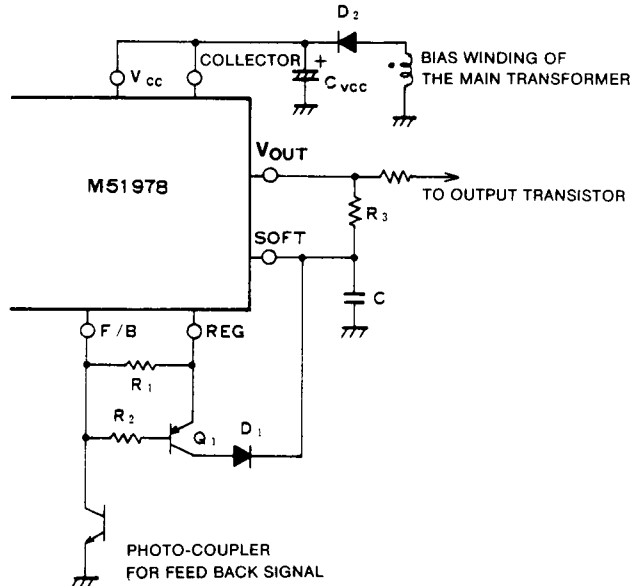 D2
COLLECTOR
+
BIAS WINDING OF
THE MAIN TRANSFORMER
VCC
CVCC
VOUT
M51978
TO OUTPUT TRANSISTOR
R3
SOFT
C
F/B
REG
R1
R2
Q1
D1
PHOTO-COUPLER
FOR FEED BACK SIGNAL